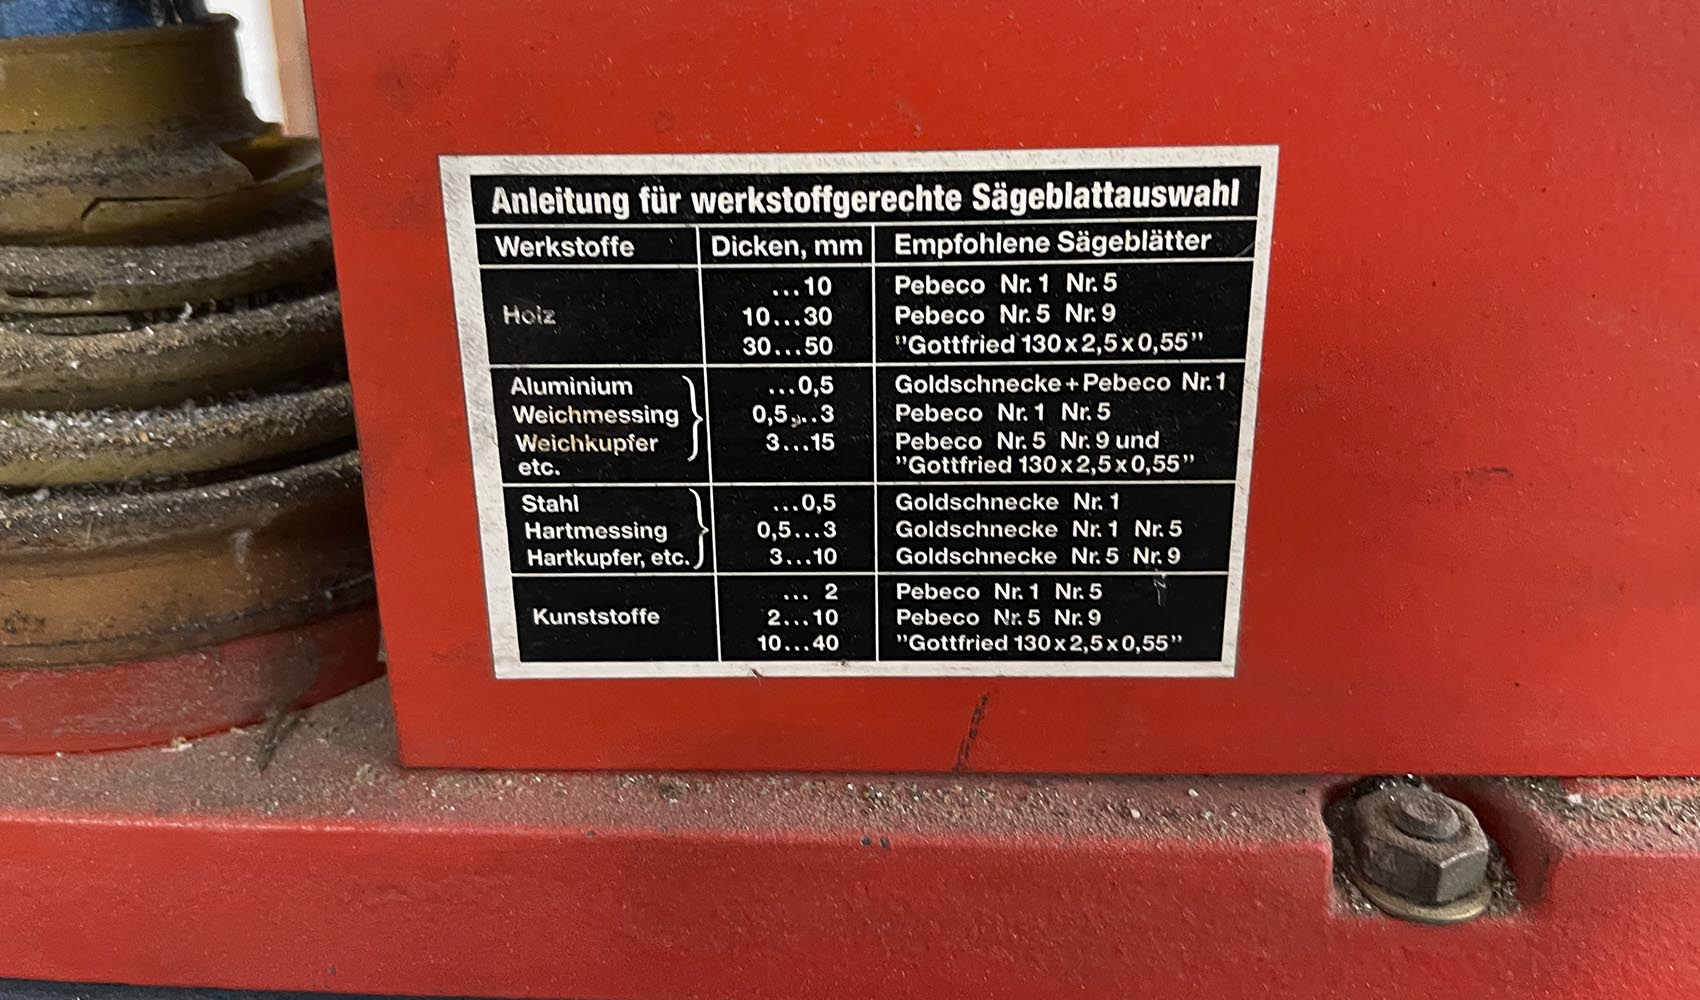 Anleitung für werkstoffgerechte Sägeblattauswahl
Werkstoffe Dicken, mm Empfohlene Sägeblätter
Holz
...10 Pebeco Nr. 1 Nr. 5
10...30 Pebeco Nr. 5 Nr. 9
30...50 "Gottfried 130 x 2,5 x 0,55"
Aluminium ...0,5 Goldschnecke + Pebeco Nr. 1
Weichmessing 0,5...3 Pebeco Nr. 1 Nr. 5
Weichkupfer 3...15 Pebeco Nr. 5 Nr. 9 und
etc. "Gottfried 130 x 2,5 x 0,55"
Stahl ...0,5 Goldschnecke Nr. 1
Hartmessing 0,5...3 Goldschnecke Nr. 1 Nr. 5
Hartkupfer, etc. 3...10 Goldschnecke Nr. 5 Nr. 9
Kunststoffe
... 2 Pebeco Nr. 1 Nr. 5
2...10 Pebeco Nr. 5 Nr. 9
10...40 "Gottfried 130 x 2,5 x 0,55"